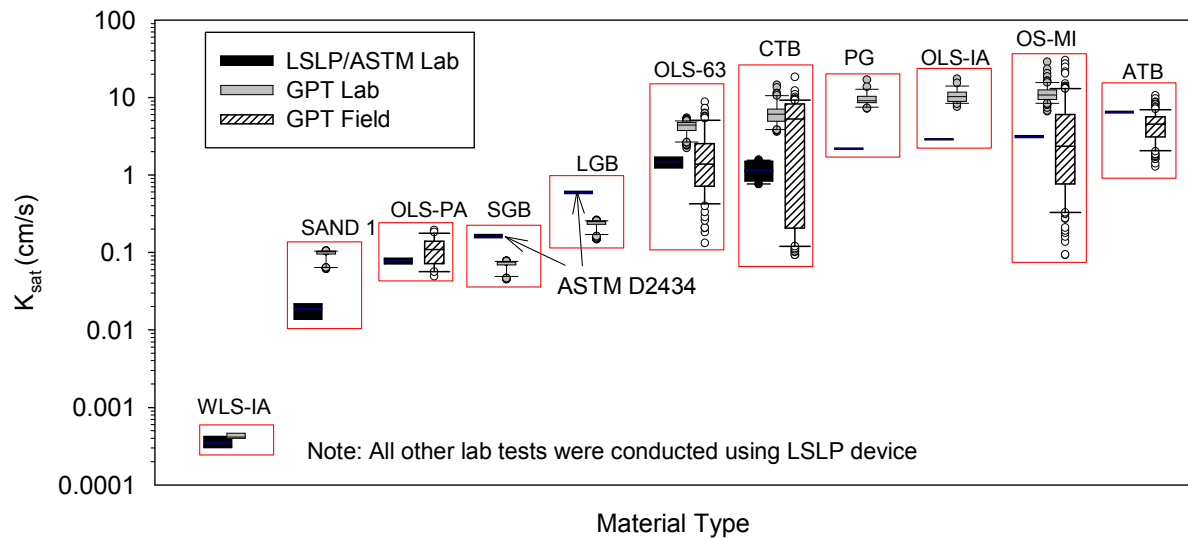 100
10
1
0.1
0.01
0.001
0.0001
K_sat (cm/s)
LSLP/ASTM Lab
GPT Lab
GPT Field
WLS-IA
SAND 1
OLS-PA
SGB
LGB
OLS-63
CTB
PG
OLS-IA
OS-MI
ATB
ASTM D2434
Note: All other lab tests were conducted using LSLP device
Material Type